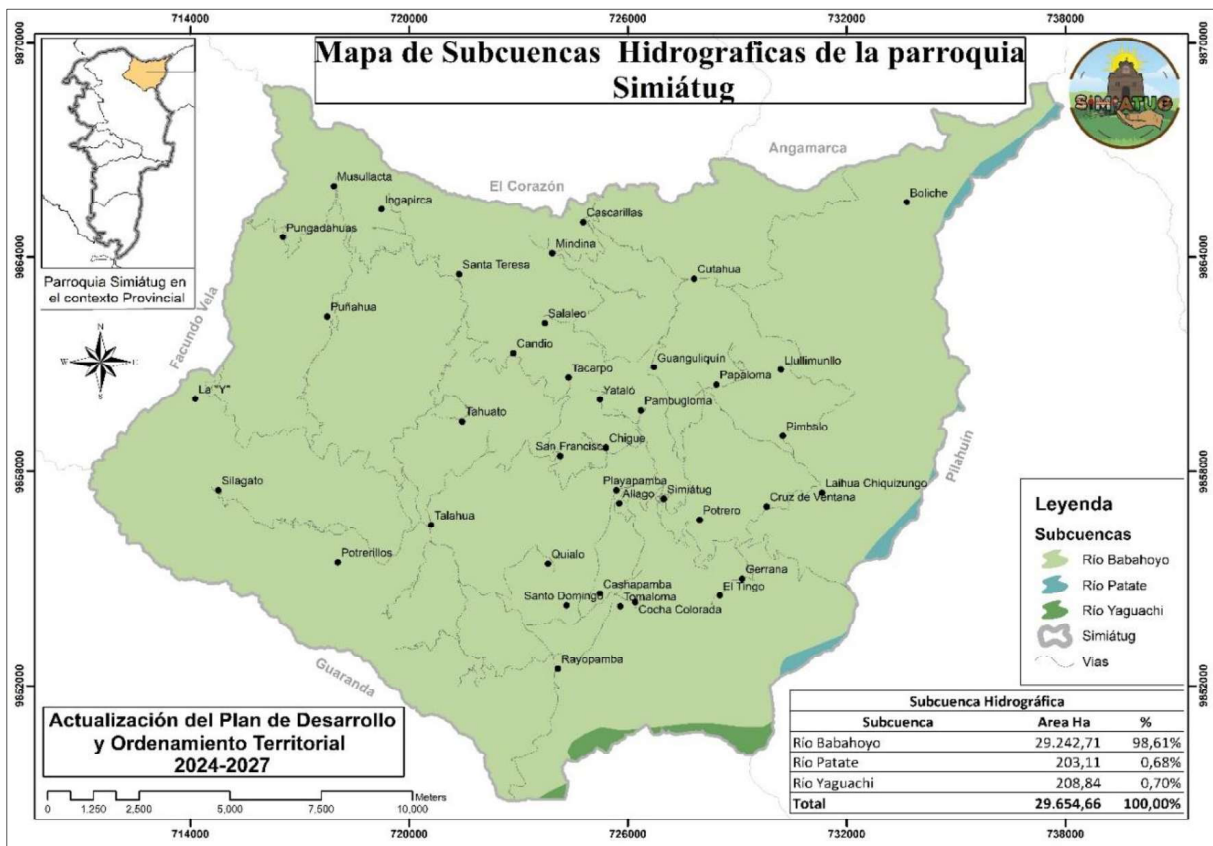 714000
720000
726000
732000
738000
9870000
9870000
Mapa de Subcuencas Hidrograficas de la parroquia
Simiátug
SIMIATUG
Parroquia Simiátug en
el contexto Provincial
N
W
E
S
El Corazón
Angamarca
Facundo Vela
Pilahuin
Guaranda
Musullacta
Ingapirca
Pungadahuas
Cascarillas
Boliche
Mindina
9864000
9864000
Santa Teresa
Cutahua
Puñahua
Salaleo
Candio
Guanguliquin
Llullimunllo
Tacarpo
Papaloma
La "Y"
Yataló
Pambugloma
Tahuato
Pimbalo
Chigue
San Francisco
9858000
9858000
Silagato
Playapamba
Allago
Simiátug
Laihua Chiquizungo
Cruz de Ventana
Talahua
Potrero
Potrerillos
Quialo
Gerrana
Cashapamba
El Tingo
Santo Domingo
Tomaloma
Cocha Colorada
Rayopamba
9852000
9852000
Leyenda
Subcuencas
Río Babahoyo
Río Patate
Río Yaguachi
Simiátug
Vias
Actualización del Plan de Desarrollo
y Ordenamiento Territorial
2024-2027
0 1,250 2,500 5,000 7,500 10,000 Meters
Subcuenca Hidrográfica
Subcuenca Area Ha %
Río Babahoyo 29.242,71 98,61%
Río Patate 203,11 0,68%
Río Yaguachi 208,84 0,70%
Total 29.654,66 100,00%
714000
720000
726000
732000
738000